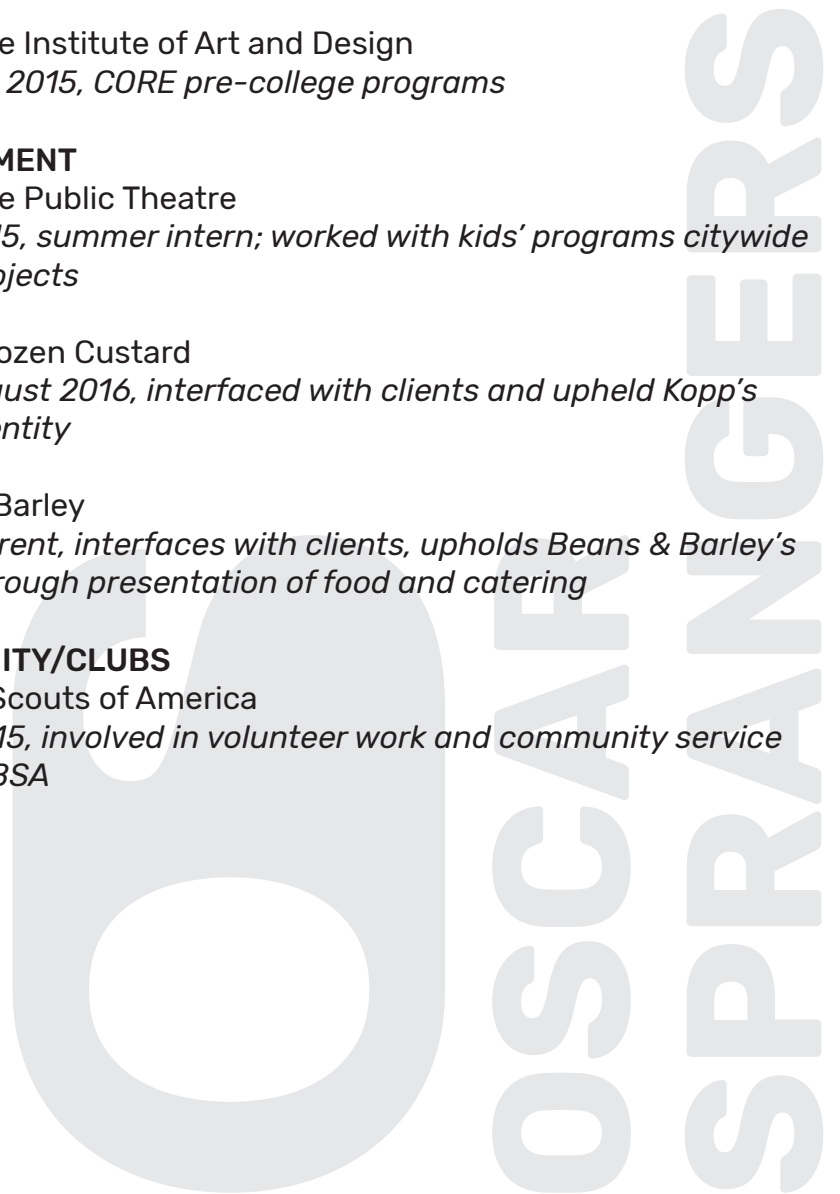 e Institute of Art and Design
2015, CORE pre-college programs
MENT
e Public Theatre
15, summer intern; worked with kids' programs citywide
ojects
ozen Custard
gust 2016, interfaced with clients and upheld Kopp's
entity
Barley
rent, interfaces with clients, upholds Beans & Barley's
rough presentation of food and catering
ITY/CLUBS
Scouts of America
15, involved in volunteer work and community service
BSA
OS
OSCAR
SPRANGERS